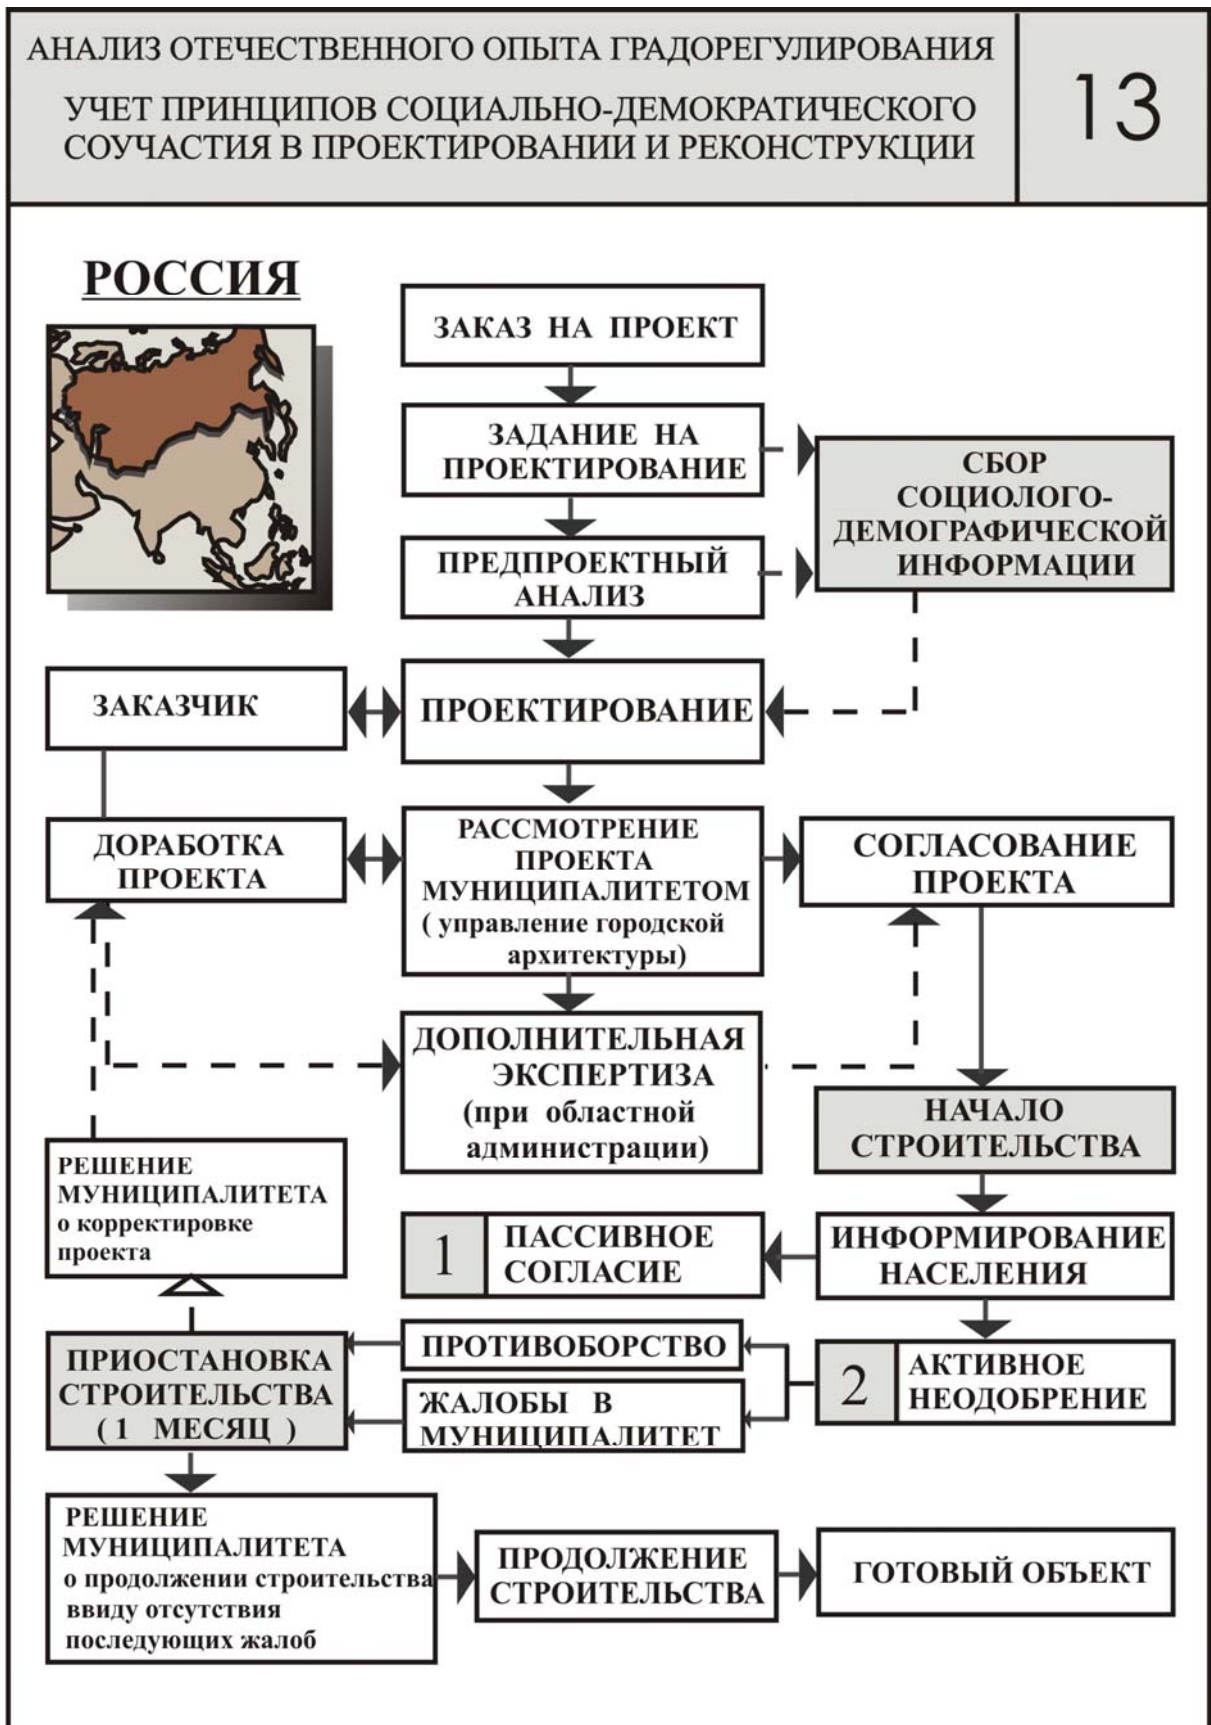 АНАЛИЗ ОТЕЧЕСТВЕННОГО ОПЫТА ГРАДОРЕГУЛИРОВАНИЯ
УЧЕТ ПРИНЦИПОВ СОЦИАЛЬНО-ДЕМОКРАТИЧЕСКОГО
СОУЧАСТИЯ В ПРОЕКТИРОВАНИИ И РЕКОНСТРУКЦИИ
13
РОССИЯ
ЗАКАЗ НА ПРОЕКТ
ЗАДАНИЕ НА
ПРОЕКТИРОВАНИЕ
СБОР
СОЦИОЛОГО-
ДЕМОГРАФИЧЕСКОЙ
ИНФОРМАЦИИ
ПРЕДПРОЕКТНЫЙ
АНАЛИЗ
ЗАКАЗЧИК
ПРОЕКТИРОВАНИЕ
ДОРАБОТКА
ПРОЕКТА
РАССМОТРЕНИЕ
ПРОЕКТА
МУНИЦИПАЛИТЕТОМ
( управление городской
архитектуры)
СОГЛАСОВАНИЕ
ПРОЕКТА
ДОПОЛНИТЕЛЬНАЯ
ЭКСПЕРТИЗА
(при областной
администрации)
НАЧАЛО
СТРОИТЕЛЬСТВА
РЕШЕНИЕ
МУНИЦИПАЛИТЕТА
о корректировке
проекта
1
ПАССИВНОЕ
СОГЛАСИЕ
ИНФОРМИРОВАНИЕ
НАСЕЛЕНИЯ
ПРИОСТАНОВКА
СТРОИТЕЛЬСТВА
( 1 МЕСЯЦ )
ПРОТИВОБОРСТВО
ЖАЛОБЫ В
МУНИЦИПАЛИТЕТ
2
АКТИВНОЕ
НЕОДОБРЕНИЕ
РЕШЕНИЕ
МУНИЦИПАЛИТЕТА
о продолжении строительства
ввиду отсутствия
последующих жалоб
ПРОДОЛЖЕНИЕ
СТРОИТЕЛЬСТВА
ГОТОВЫЙ ОБЪЕКТ